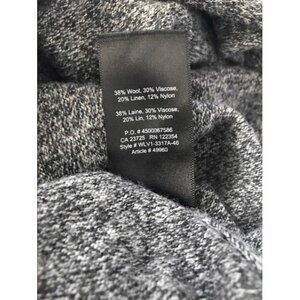 38% Wool, 30% Viscose,
20% Linen, 12% Nylon
38% Laine, 30% Viscose,
20% Lin, 12% Nylon
P.O. # 4500067586
CA 23725 RN 122354
Style # WLV1-3317A-46
Article # 49960